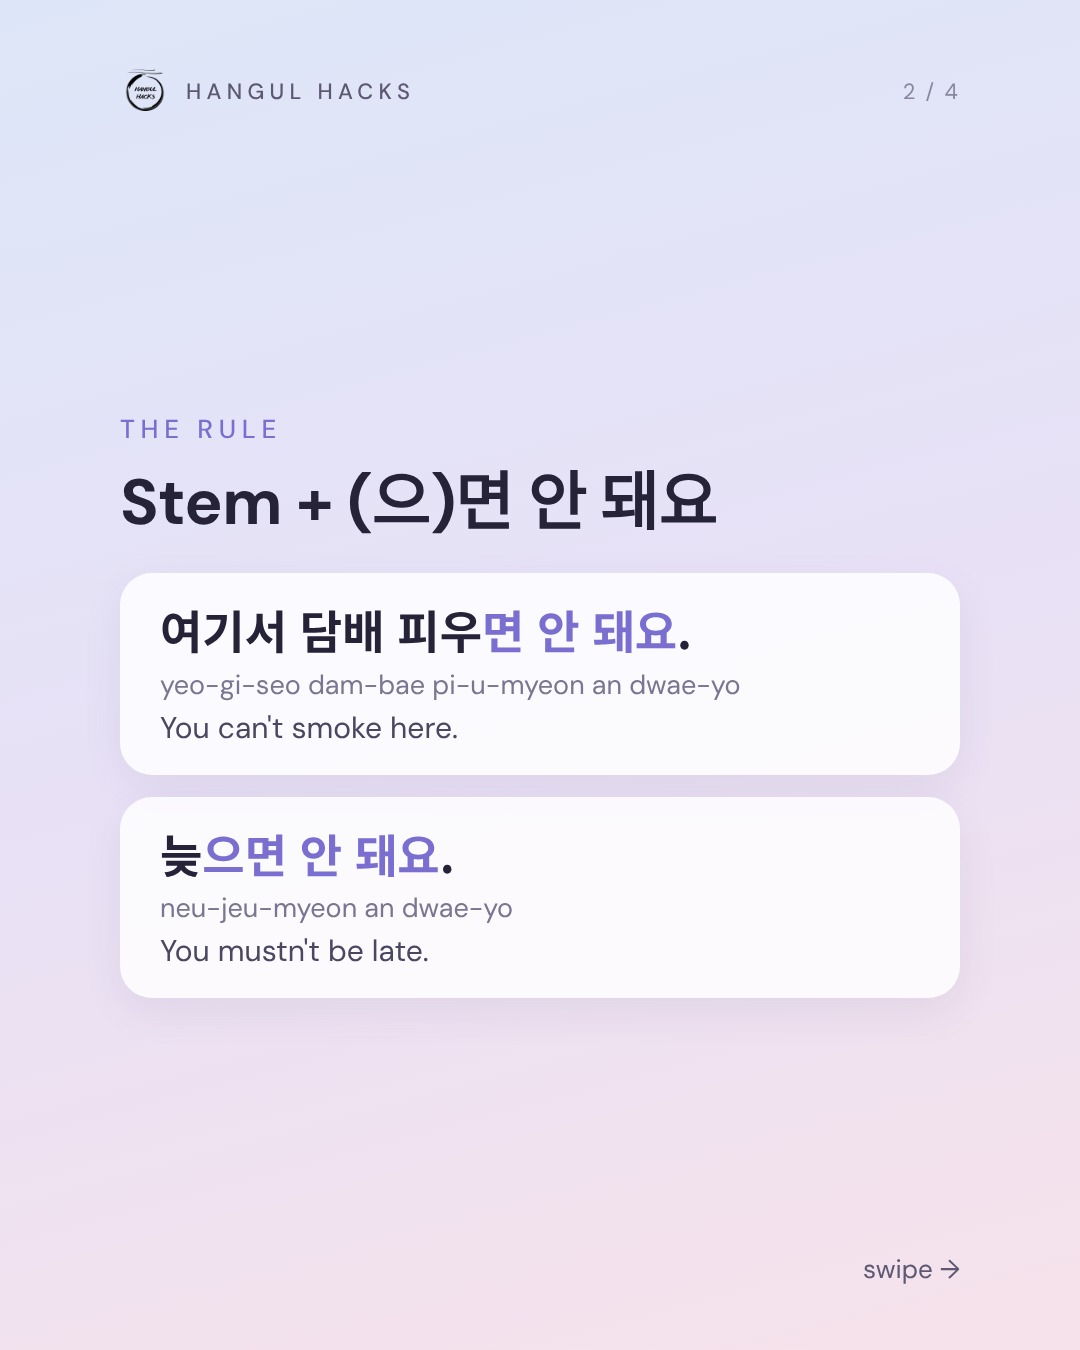 HANGUL HACKS
HANGUL HACKS
2 / 4
THE RULE
Stem + (으)면 안 돼요
여기서 담배 피우면 안 돼요.
yeo-gi-seo dam-bae pi-u-myeon an dwae-yo
You can't smoke here.
늦으면 안 돼요.
neu-jeu-myeon an dwae-yo
You mustn't be late.
swipe →